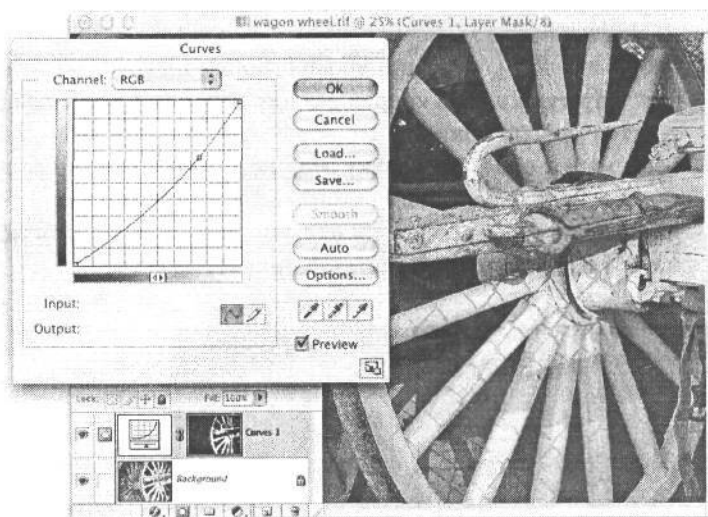 wagon wheel.tif @ 25% (Curves 1, Layer Mask/8)
Curves
Channel: RGB
OK
Cancel
Load...
Save...
Smooth
Auto
Options...
Input:
Output:
Preview
Lock:
Fill: 100%
Curves 1
Background